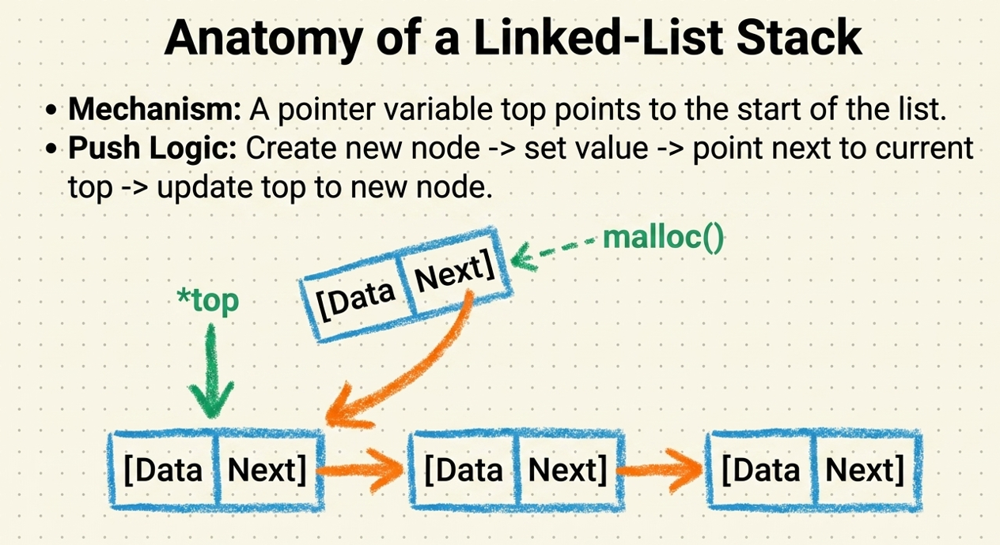 Anatomy of a Linked-List Stack
• Mechanism: A pointer variable top points to the start of the list.
• Push Logic: Create new node -> set value -> point next to current
top -> update top to new node.
malloc()
[Data Next]
*top
[Data Next] [Data Next] [Data Next]